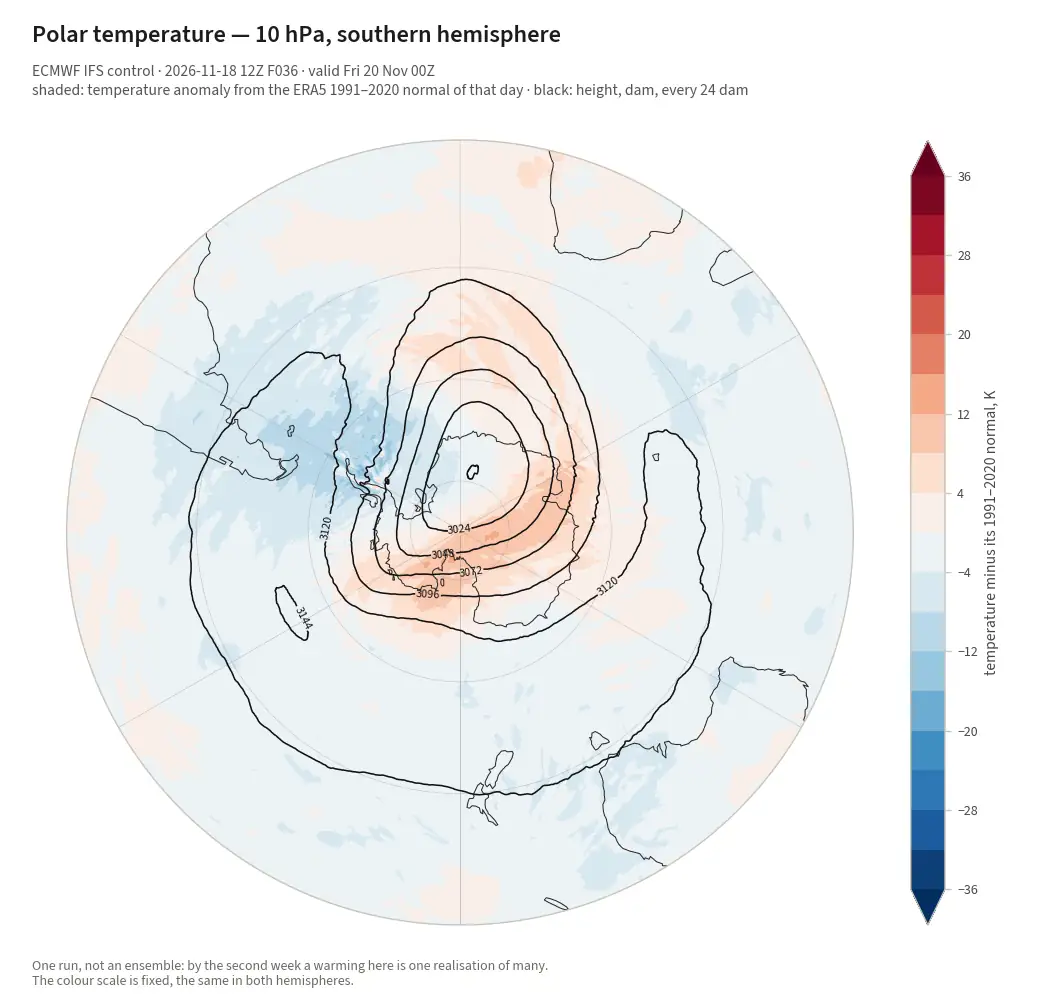 Polar temperature — 10 hPa, southern hemisphere
ECMWF IFS control · 2026-11-18 12Z F036 · valid Fri 20 Nov 00Z
shaded: temperature anomaly from the ERA5 1991–2020 normal of that day · black: height, dam, every 24 dam
36
28
20
12
4
−4
−12
−20
−28
−36
temperature minus its 1991–2020 normal, K
3120
3024
3048
3072
3096
3120
3144
One run, not an ensemble: by the second week a warming here is one realisation of many.
The colour scale is fixed, the same in both hemispheres.